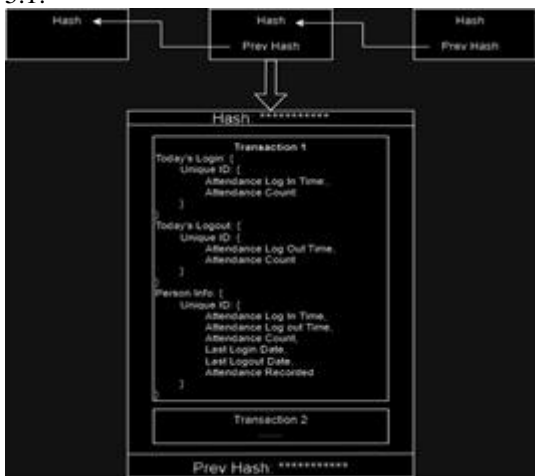 3.1.
Hash
Hash
Hash
Prev Hash
Prev Hash
Hash: ***********
Transaction 1
Today's Login: {
Unique ID: {
Attendance Log In Time,
Attendance Count
}
}
Today's Logout: {
Unique ID: {
Attendance Log Out Time,
Attendance Count
}
}
Person Info: {
Unique ID: {
Attendance Log In Time,
Attendance Log out Time,
Attendance Count,
Last Login Date,
Last Logout Date,
Attendance Recorded
}
}
Transaction 2
Prev Hash: ***********